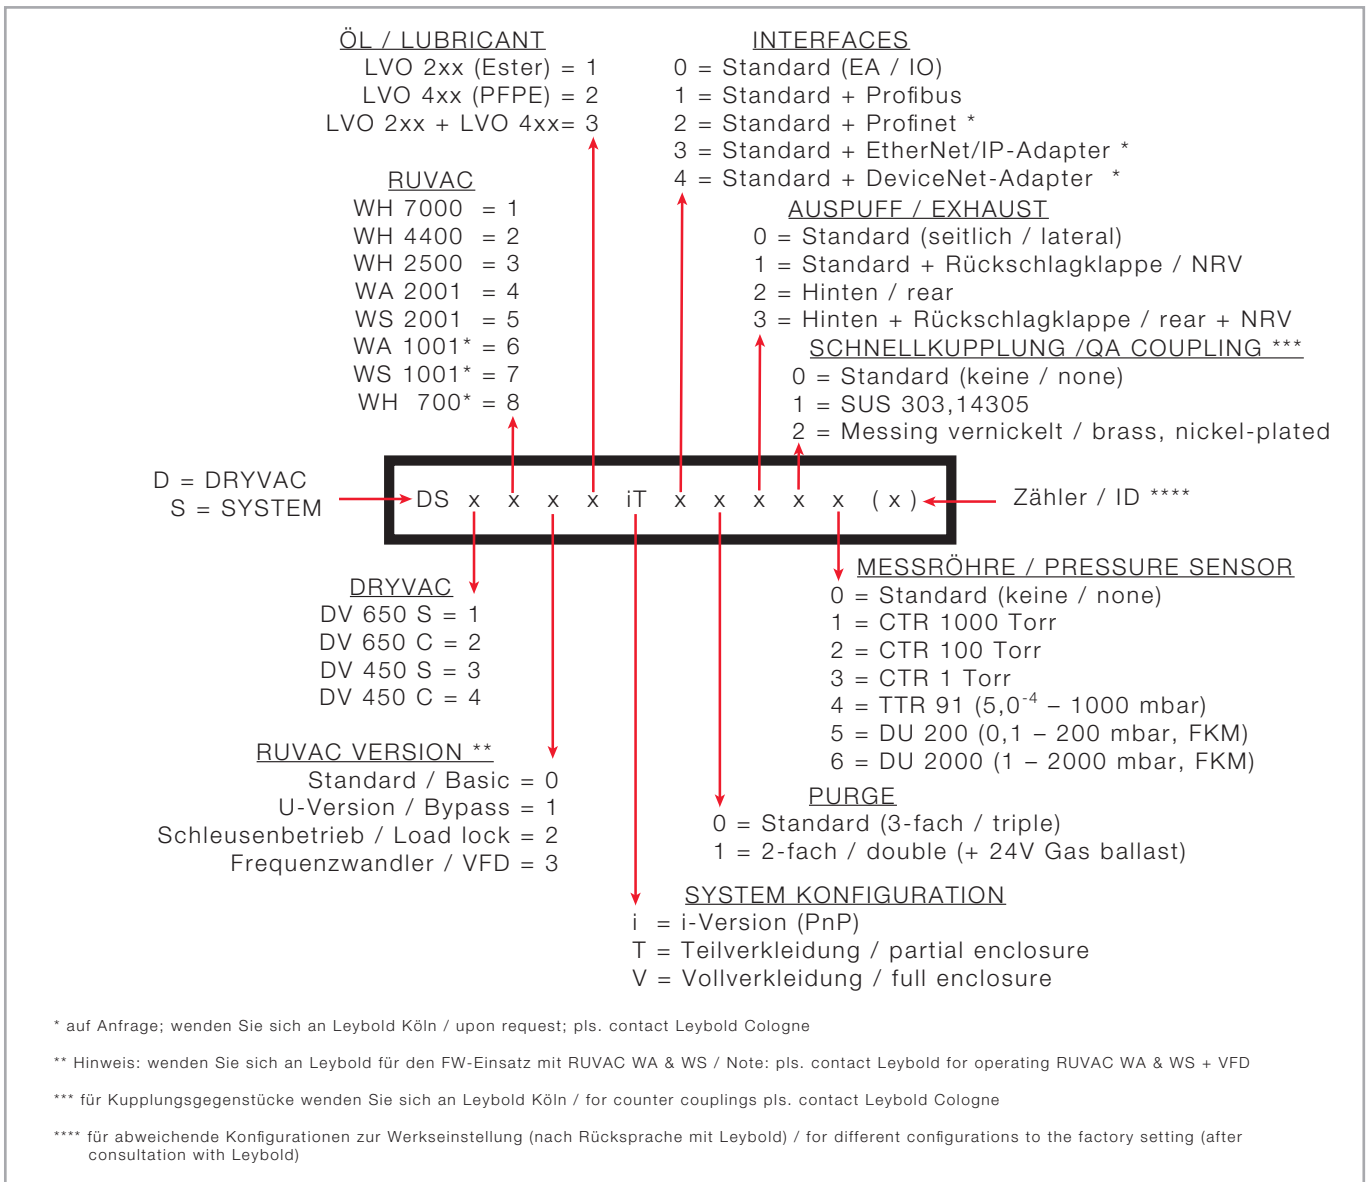 ÖL / LUBRICANT
LVO 2xx (Ester) = 1
LVO 4xx (PFPE) = 2
LVO 2xx + LVO 4xx= 3
INTERFACES
0 = Standard (EA / IO)
1 = Standard + Profibus
2 = Standard + Profinet *
3 = Standard + EtherNet/IP-Adapter *
4 = Standard + DeviceNet-Adapter *
RUVAC
WH 7000 = 1
WH 4400 = 2
WH 2500 = 3
WA 2001 = 4
WS 2001 = 5
WA 1001* = 6
WS 1001* = 7
WH 700* = 8
AUSPUFF / EXHAUST
0 = Standard (seitlich / lateral)
1 = Standard + Rückschlagklappe / NRV
2 = Hinten / rear
3 = Hinten + Rückschlagklappe / rear + NRV
SCHNELLKUPPLUNG /QA COUPLING ***
0 = Standard (keine / none)
1 = SUS 303,14305
2 = Messing vernickelt / brass, nickel-plated
D = DRYVAC
S = SYSTEM
DS x x x x iT x x x x x ( x )
Zähler / ID ****
DRYVAC
DV 650 S = 1
DV 650 C = 2
DV 450 S = 3
DV 450 C = 4
MESSRÖHRE / PRESSURE SENSOR
0 = Standard (keine / none)
1 = CTR 1000 Torr
2 = CTR 100 Torr
3 = CTR 1 Torr
4 = TTR 91 (5,0⁻⁴ – 1000 mbar)
5 = DU 200 (0,1 – 200 mbar, FKM)
6 = DU 2000 (1 – 2000 mbar, FKM)
RUVAC VERSION **
Standard / Basic = 0
U-Version / Bypass = 1
Schleusenbetrieb / Load lock = 2
Frequenzwandler / VFD = 3
PURGE
0 = Standard (3-fach / triple)
1 = 2-fach / double (+ 24V Gas ballast)
SYSTEM KONFIGURATION
i = i-Version (PnP)
T = Teilverkleidung / partial enclosure
V = Vollverkleidung / full enclosure
* auf Anfrage; wenden Sie sich an Leybold Köln / upon request; pls. contact Leybold Cologne
** Hinweis: wenden Sie sich an Leybold für den FW-Einsatz mit RUVAC WA & WS / Note: pls. contact Leybold for operating RUVAC WA & WS + VFD
*** für Kupplungsgegenstücke wenden Sie sich an Leybold Köln / for counter couplings pls. contact Leybold Cologne
**** für abweichende Konfigurationen zur Werkseinstellung (nach Rücksprache mit Leybold) / for different configurations to the factory setting (after
consultation with Leybold)